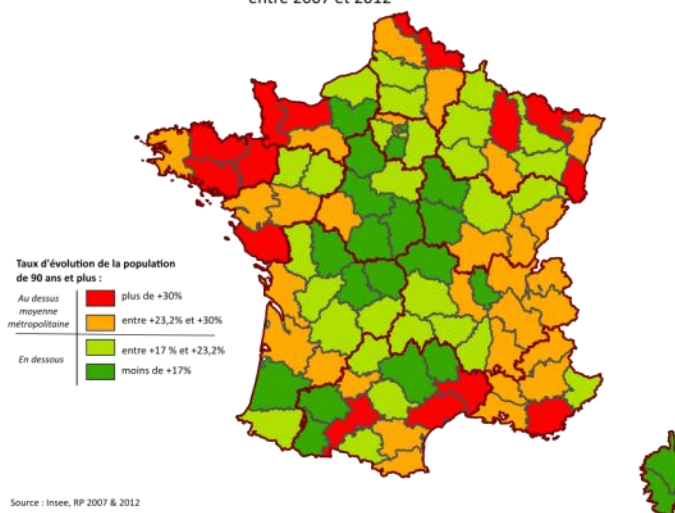 entre 2007 et 2012
Taux d'évolution de la population
de 90 ans et plus :
Au dessus
moyenne
métropolitaine
plus de +30%
entre +23,2% et +30%
En dessous
entre +17 % et +23,2%
moins de +17%
Source : Insee, RP 2007 & 2012